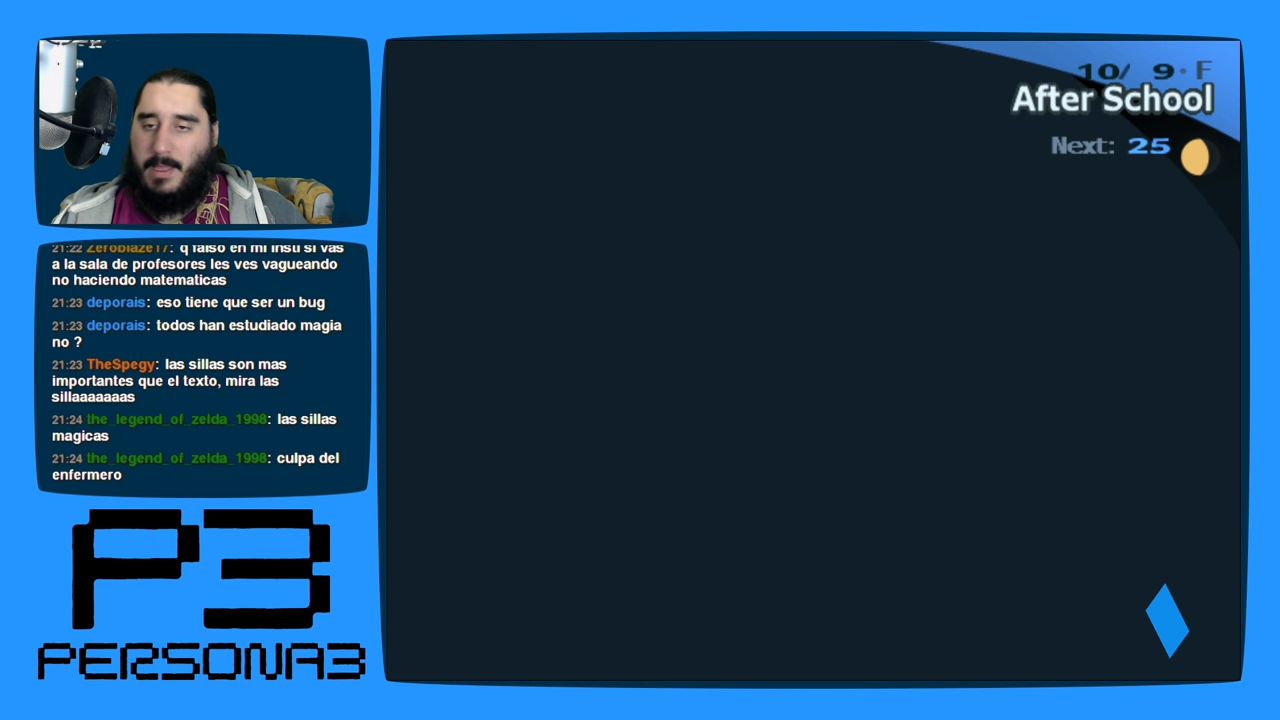 10/ 9・F
After School
Next: 25
21:22 Zeroblaze17: q falso en mi insti si vas
a la sala de profesores les ves vagueando
no haciendo matematicas
21:23 deporais: eso tiene que ser un bug
21:23 deporais: todos han estudiado magia
no ?
21:23 TheSpegy: las sillas son mas
importantes que el texto, mira las
sillaaaaaaas
21:24 the_legend_of_zelda_1998: las sillas
magicas
21:24 the_legend_of_zelda_1998: culpa del
enfermero
P3
PERSONA3